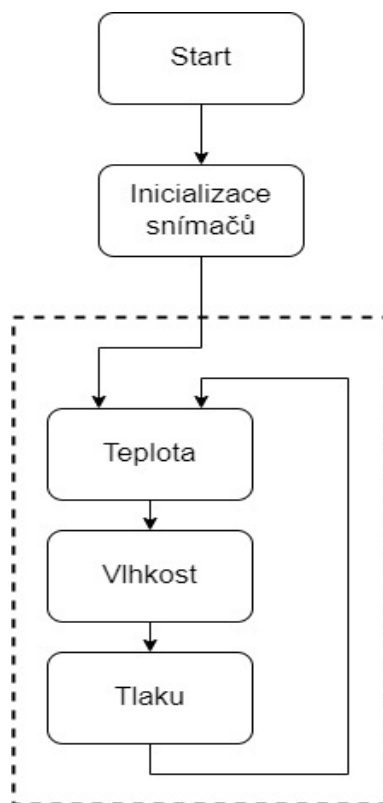 Start
Inicializace
snímačů
Teplota
Vlhkost
Tlaku